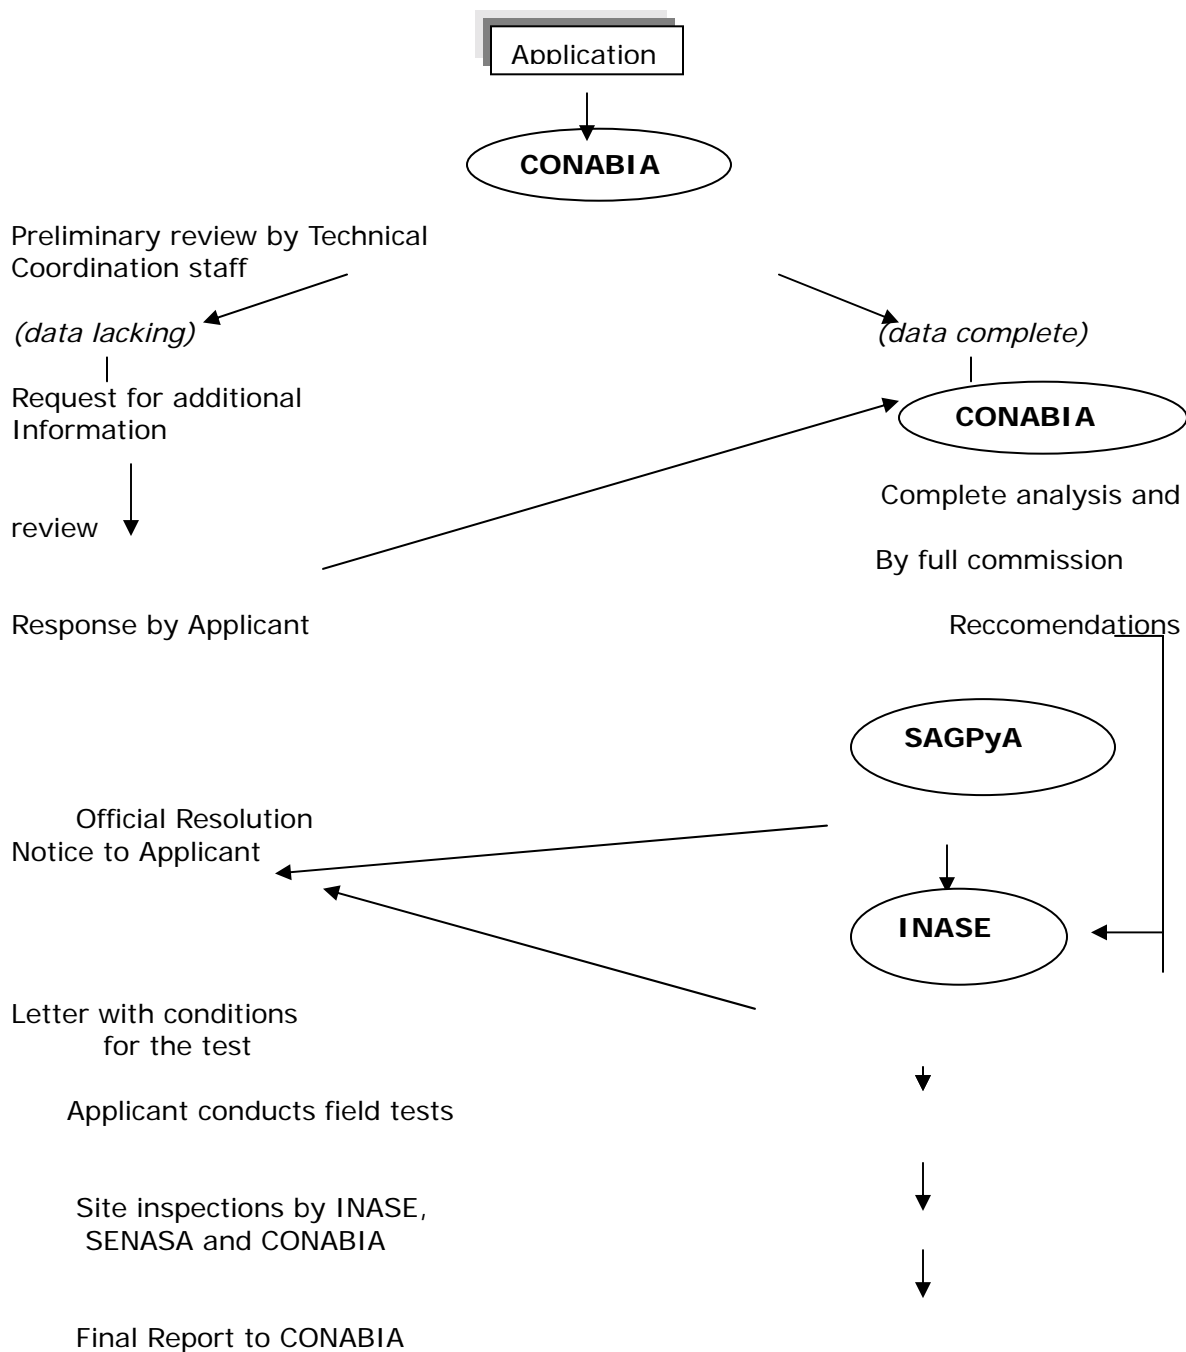 Application
CONABIA
Preliminary review by Technical
Coordination staff
(data lacking)
(data complete)
Request for additional
Information
CONABIA
Complete analysis and
review
By full commission
Response by Applicant
Reccomendations
SAGPyA
Official Resolution
Notice to Applicant
INASE
Letter with conditions
for the test
Applicant conducts field tests
Site inspections by INASE,
SENASA and CONABIA
Final Report to CONABIA